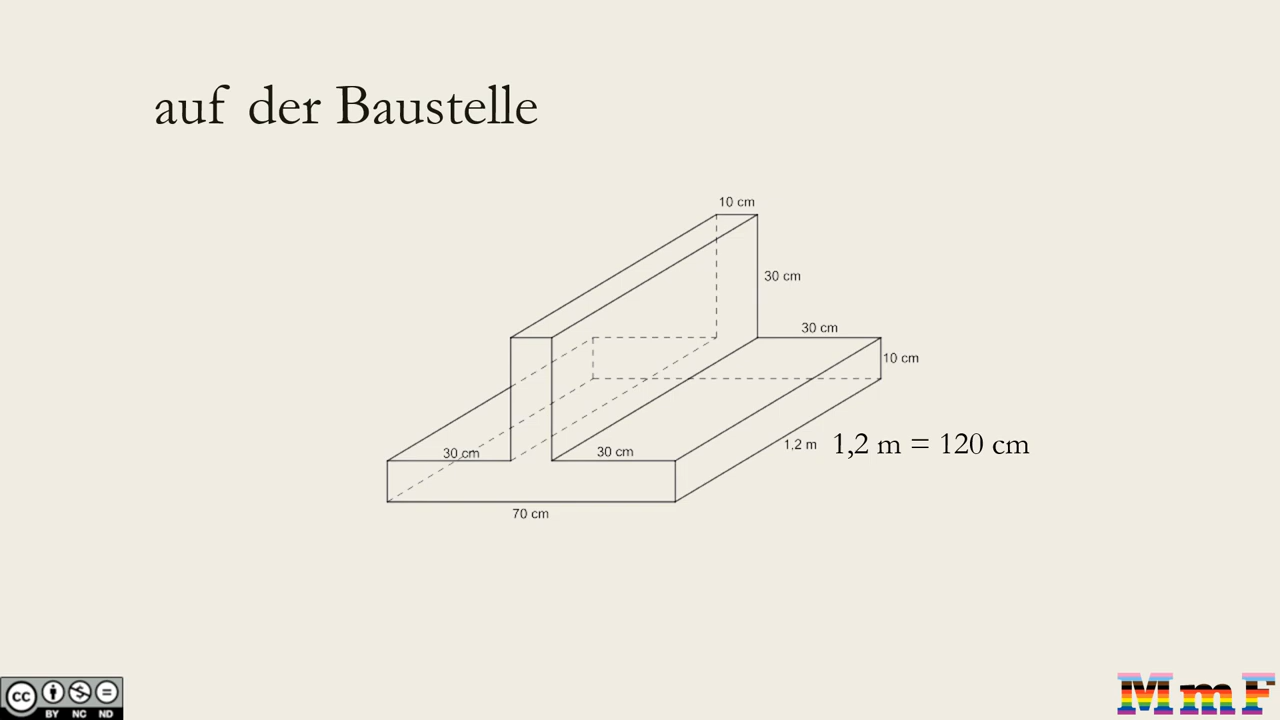 auf der Baustelle
10 cm
30 cm
30 cm
10 cm
1,2 m 1,2 m = 120 cm
30 cm 30 cm
70 cm
cc BY NC ND
MmF